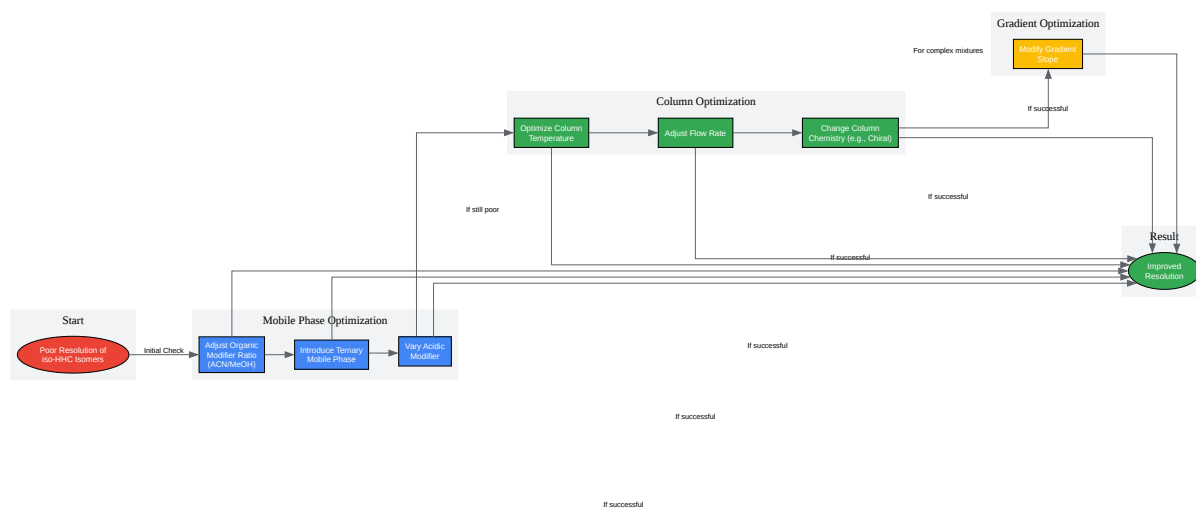 Gradient Optimization
Modify Gradient
Slope
For complex mixtures
If successful
Column Optimization
Optimize Column
Temperature
Adjust Flow Rate
Change Column
Chemistry (e.g., Chiral)
If successful
If still poor
Result
Improved
Resolution
If successful
Start
Poor Resolution of
iso-HHC Isomers
Initial Check
Mobile Phase Optimization
Adjust Organic
Modifier Ratio
(ACN/MeOH)
Introduce Ternary
Mobile Phase
Vary Acidic
Modifier
If successful
If successful
If successful